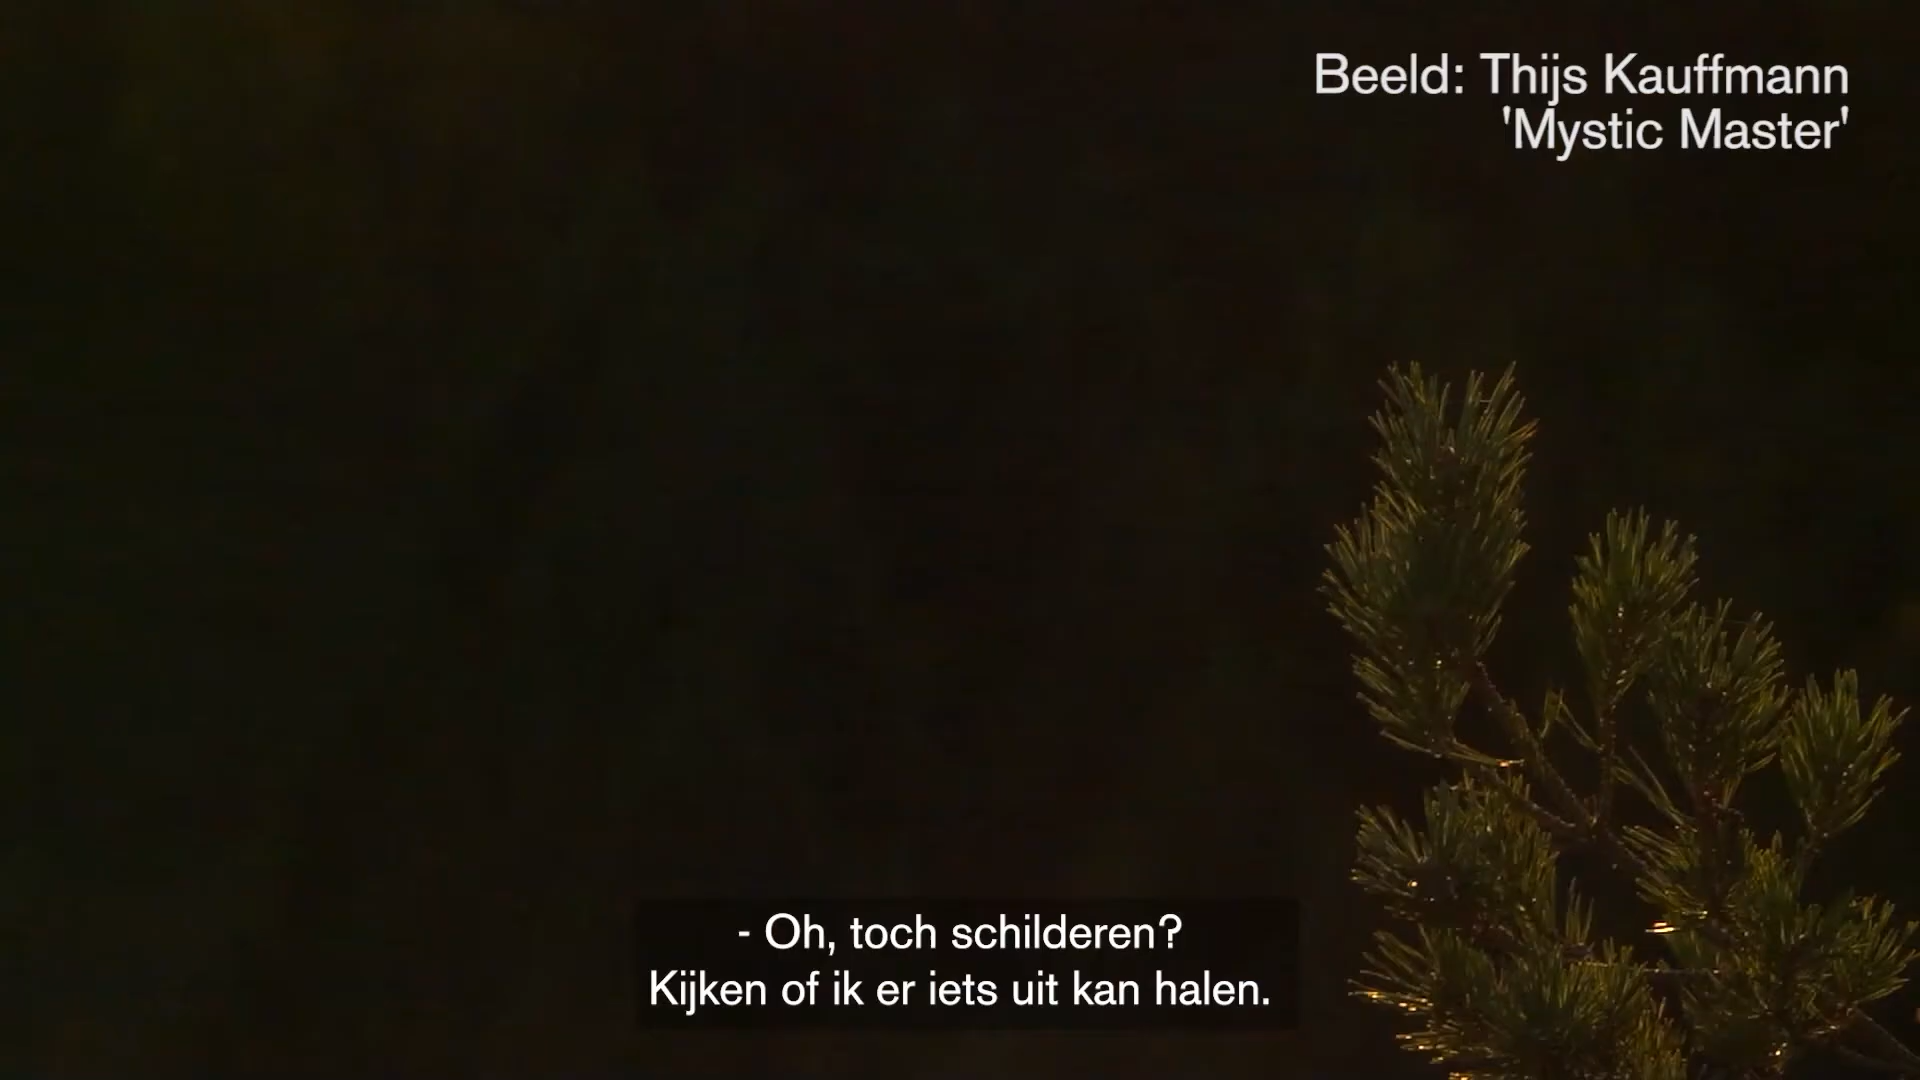 Beeld: Thijs Kauffmann
'Mystic Master'
- Oh, toch schilderen?
Kijken of ik er iets uit kan halen.